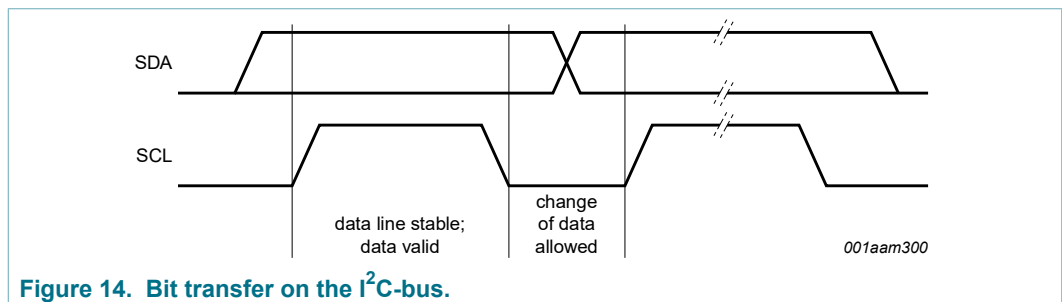 SDA
SCL
data line stable;
data valid
change
of data
allowed
001aam300
Figure 14. Bit transfer on the I²C-bus.